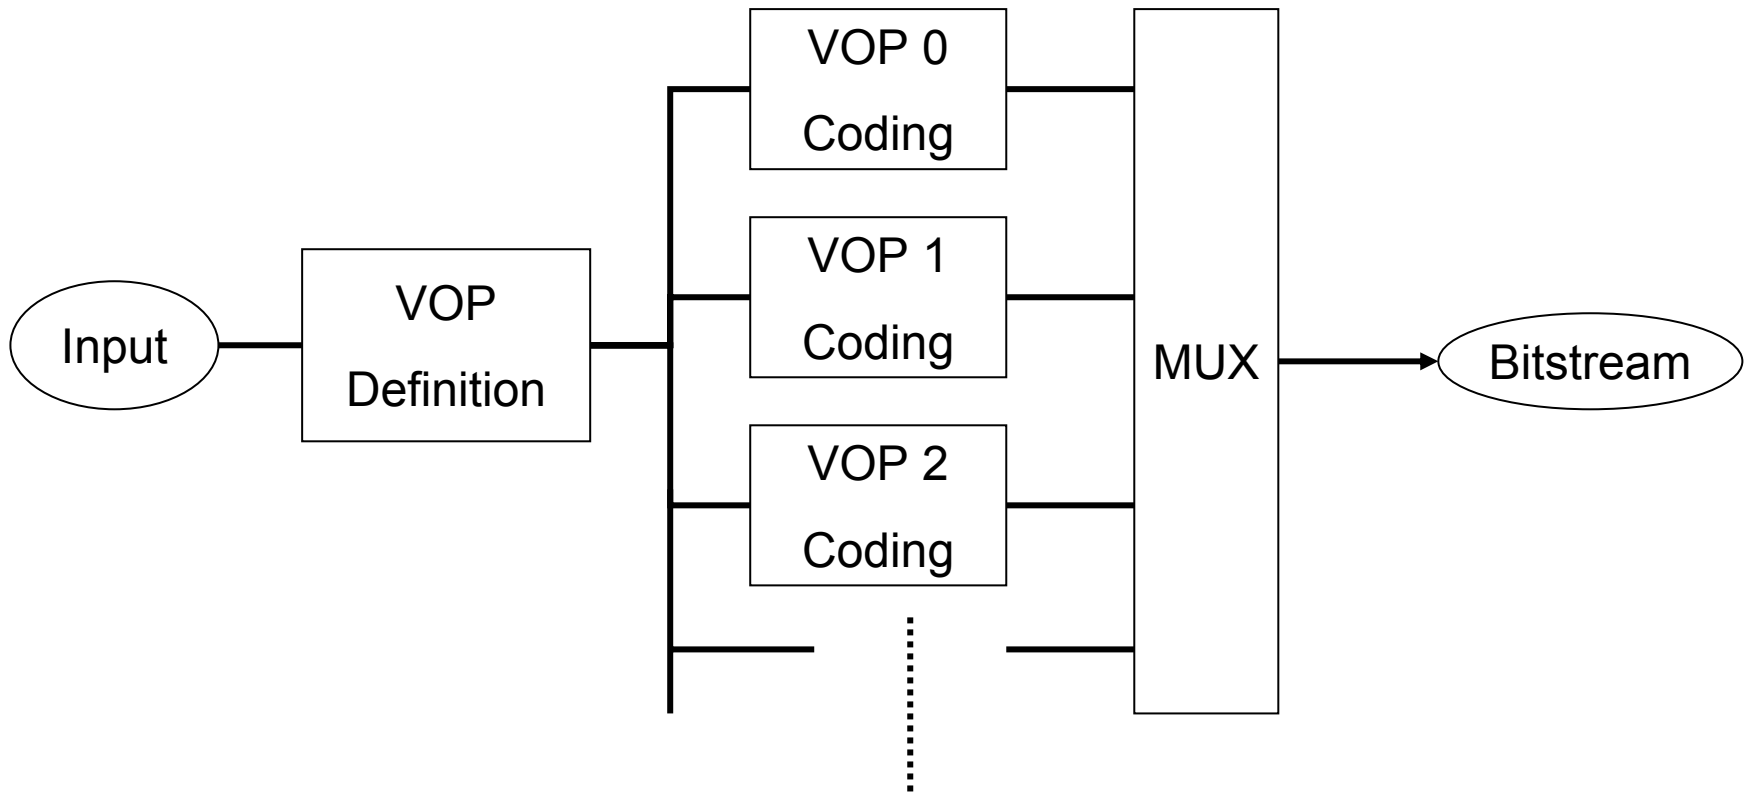 Input
VOP
Definition
VOP 0
Coding
VOP 1
Coding
VOP 2
Coding
MUX
Bitstream